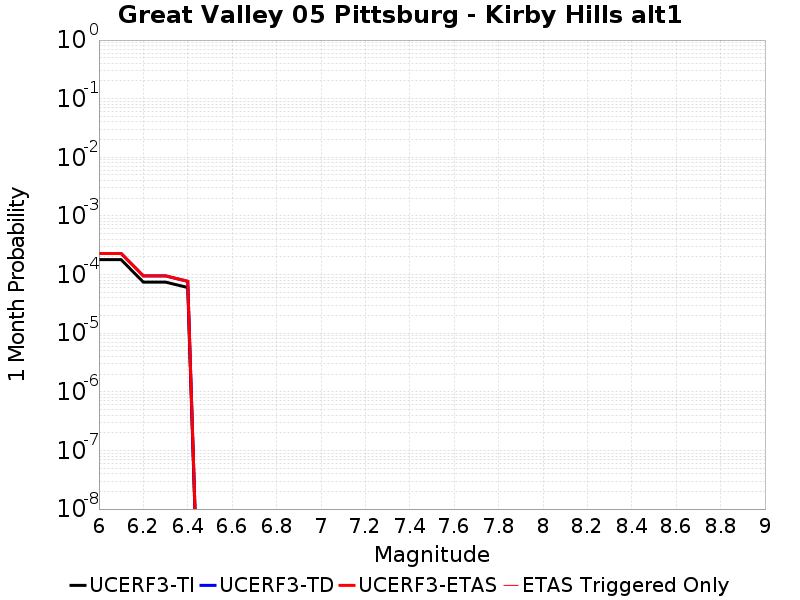 Great Valley 05 Pittsburg - Kirby Hills alt1
1 Month Probability
10^0
10^-1
10^-2
10^-3
10^-4
10^-5
10^-6
10^-7
10^-8
6 6.2 6.4 6.6 6.8 7 7.2 7.4 7.6 7.8 8 8.2 8.4 8.6 8.8 9
Magnitude
UCERF3-TI UCERF3-TD UCERF3-ETAS ETAS Triggered Only